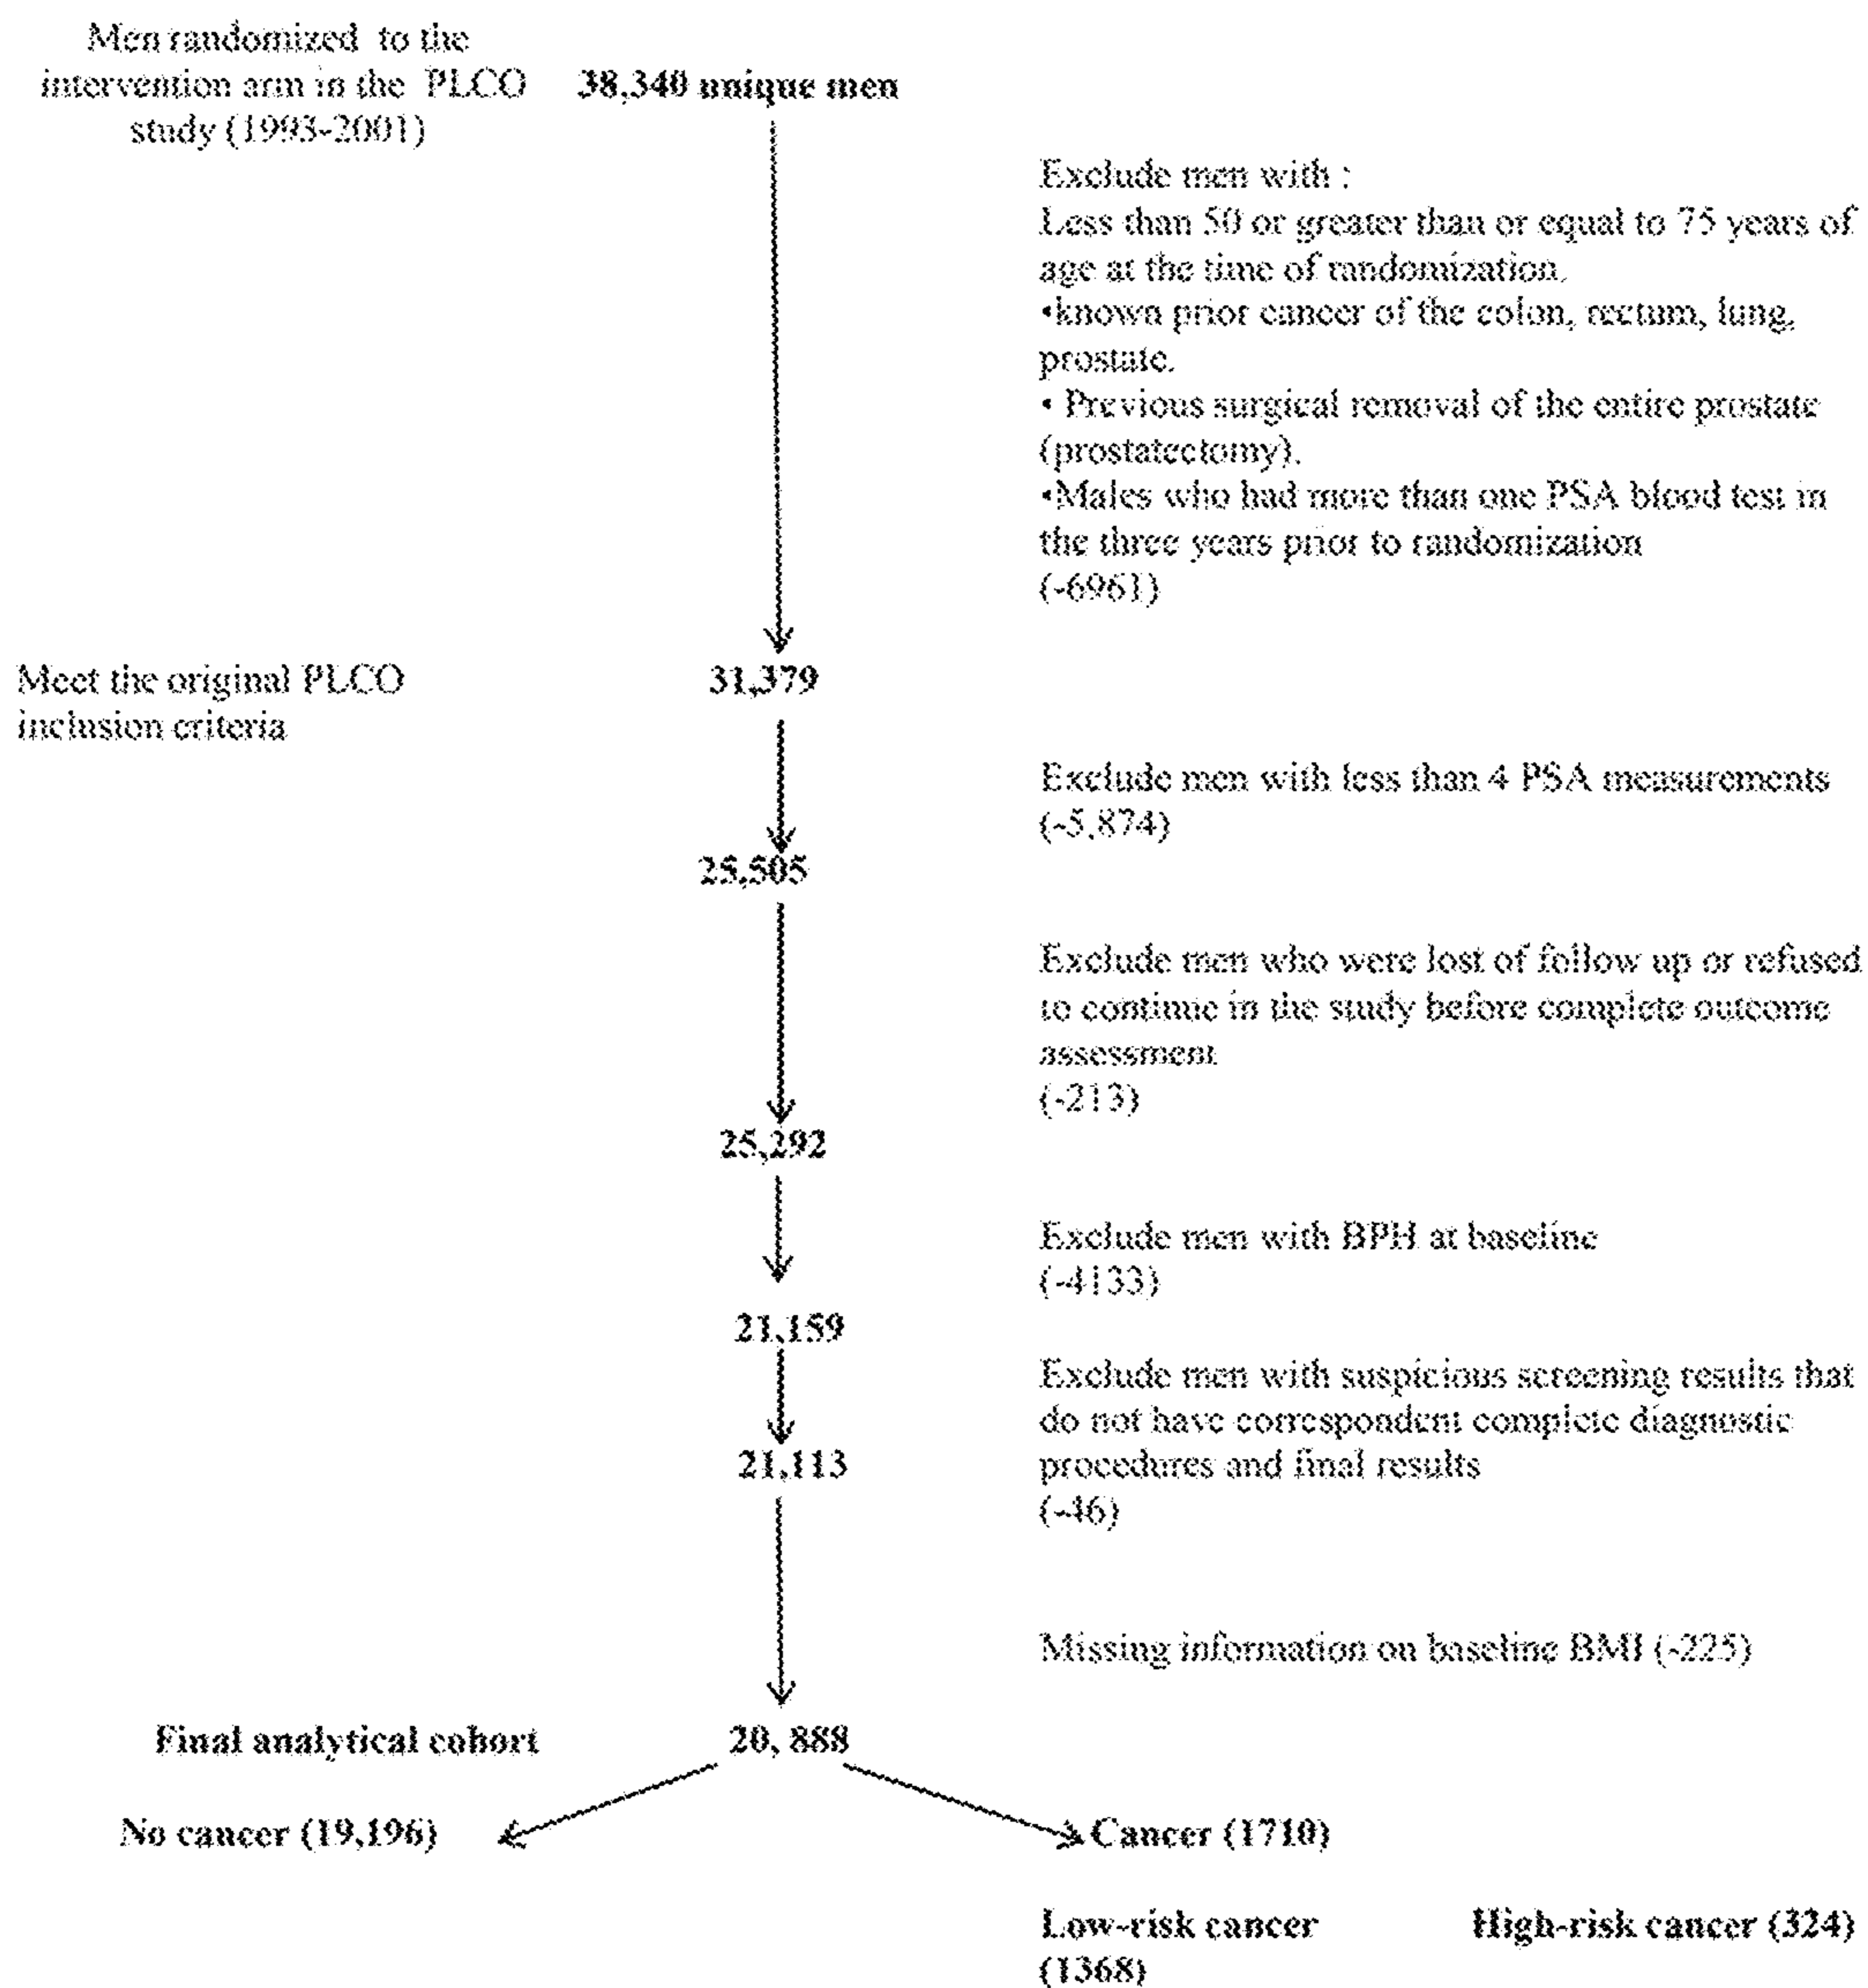 Men randomized to the
intervention arm in the PLCO
study (1993-2001)
38,340 unique men
Exclude men with :
Less than 50 or greater than or equal to 75 years of
age at the time of randomization.
•known prior cancer of the colon, rectum, lung,
prostate.
• Previous surgical removal of the entire prostate
(prostatectomy).
•Males who had more than one PSA blood test in
the three years prior to randomization
(-6961)
Meet the original PLCO
inclusion criteria
31,379
Exclude men with less than 4 PSA measurements
(-5,874)
25,505
Exclude men who were lost of follow up or refused
to continue in the study before complete outcome
assessment
(-213)
25,292
Exclude men with BPH at baseline
(-4133)
21,159
Exclude men with suspicious screening results that
do not have correspondent complete diagnostic
procedures and final results
(-46)
21,113
Missing information on baseline BMI (-225)
Final analytical cohort
20, 888
No cancer (19,196)
Cancer (1710)
Low-risk cancer
(1368)
High-risk cancer (324)